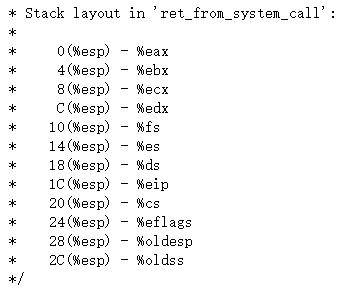 * Stack layout in 'ret_from_system_call':
*
*     0(%esp) - %eax
*     4(%esp) - %ebx
*     8(%esp) - %ecx
*     C(%esp) - %edx
*    10(%esp) - %fs
*    14(%esp) - %es
*    18(%esp) - %ds
*    1C(%esp) - %eip
*    20(%esp) - %cs
*    24(%esp) - %eflags
*    28(%esp) - %oldesp
*    2C(%esp) - %oldss
*/